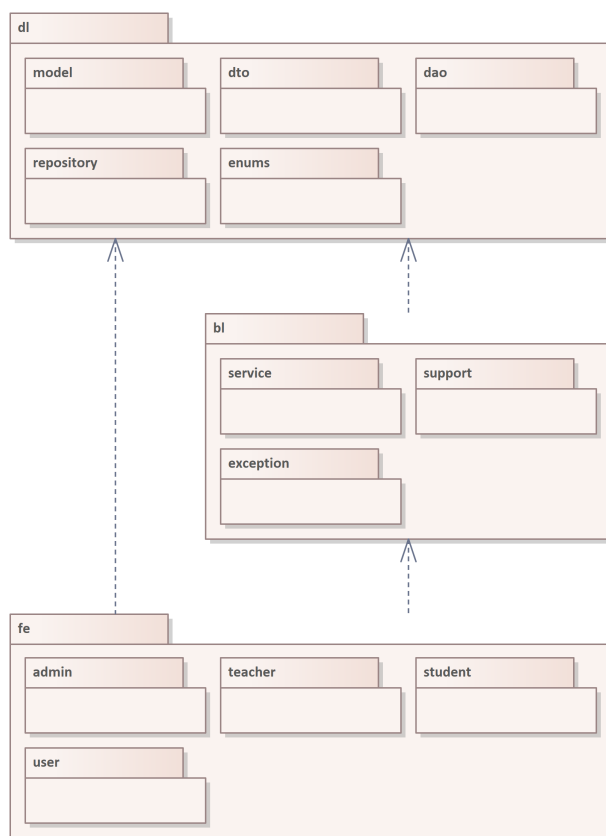 dl
model
dto
dao
repository
enums
bl
service
support
exception
fe
admin
teacher
student
user